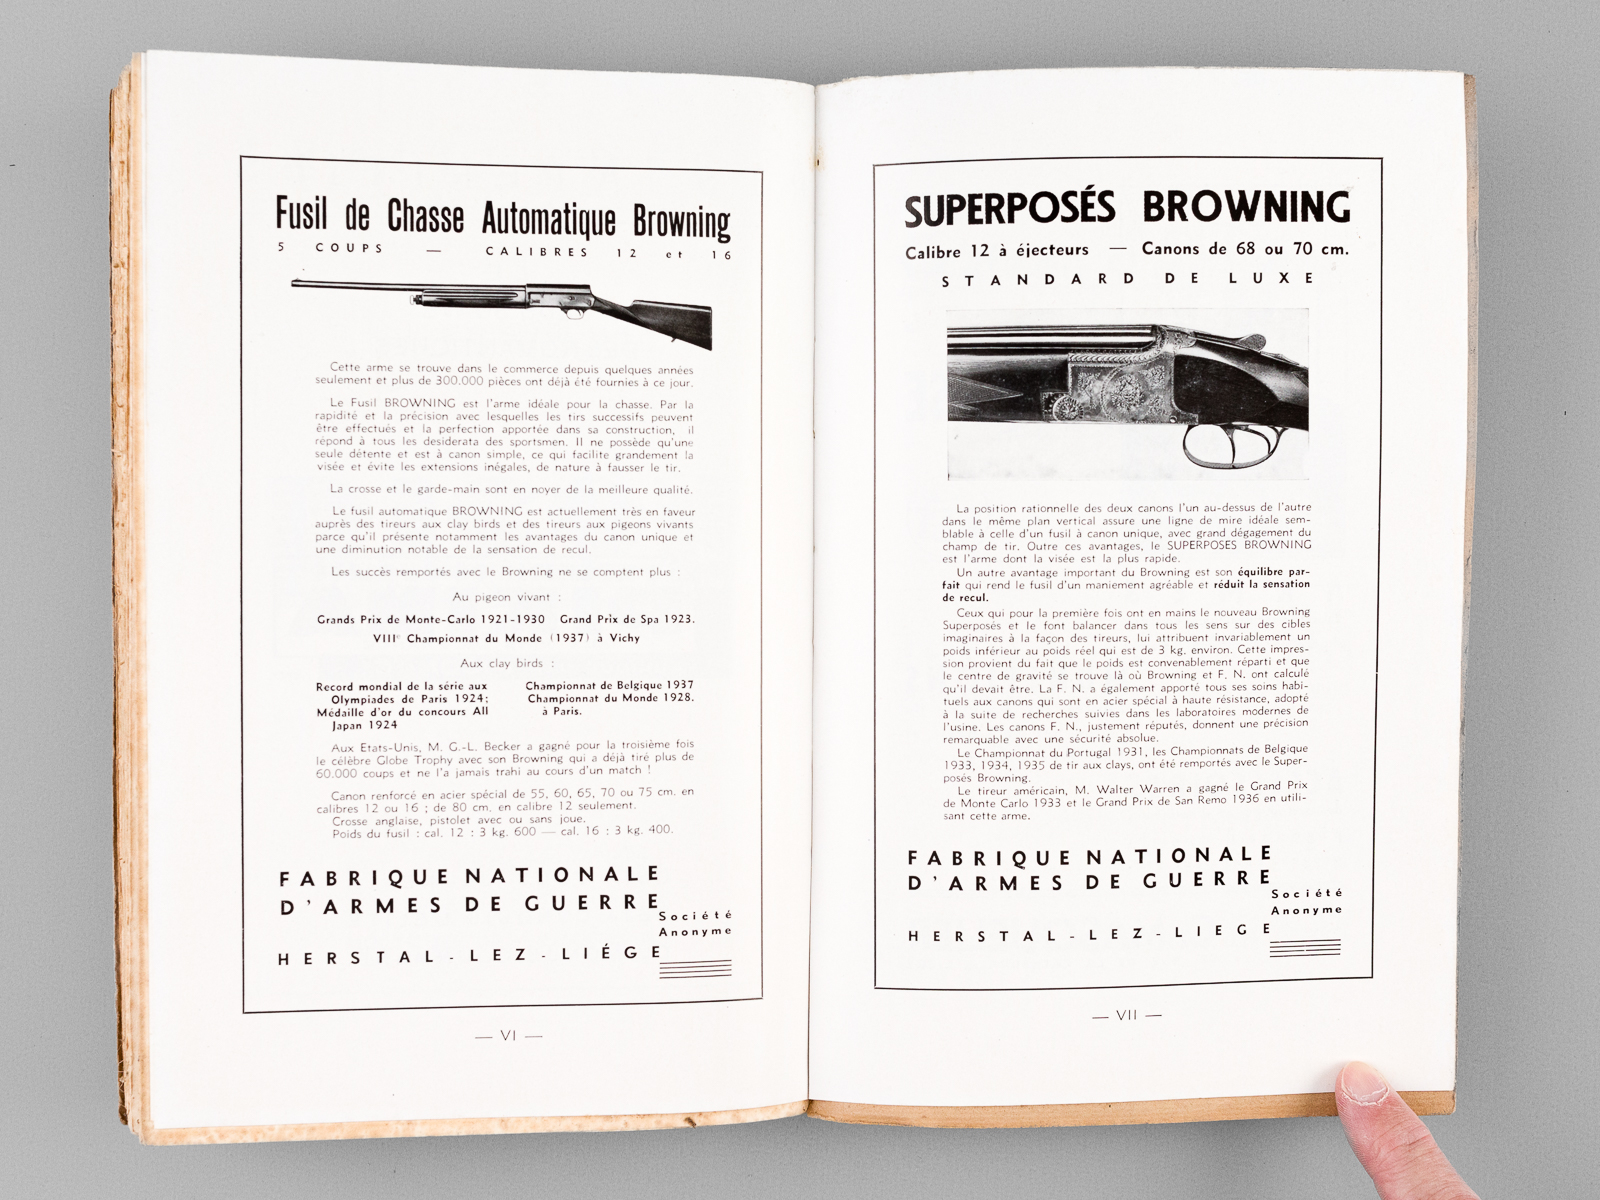 Fusil de Chasse Automatique Browning
5 COUPS — CALIBRES 12 et 16
Cette arme se trouve dans le commerce depuis quelques années
seulement et plus de 300.000 pièces ont déjà été fournies à ce jour.
Le Fusil BROWNING est l'arme idéale pour la chasse. Par la
rapidité et la précision avec lesquelles les tirs successifs peuvent
être effectués et la perfection apportée dans sa construction, il
répond à tous les desiderata des sportsmen. Il ne possède qu'une
seule détente et est à canon simple, ce qui facilite grandement la
visée et évite les extensions inégales, de nature à fausser le tir.
La crosse et le garde-main sont en noyer de la meilleure qualité.
Le fusil automatique BROWNING est actuellement très en faveur
auprès des tireurs aux clay birds et des tireurs aux pigeons vivants
parce qu'il présente notamment les avantages du canon unique et
une diminution notable de la sensation de recul.
Les succès remportés avec le Browning ne se comptent plus :
Au pigeon vivant :
Grands Prix de Monte-Carlo 1921-1930 Grand Prix de Spa 1923.
VIIIe Championnat du Monde (1937) à Vichy
Aux clay birds :
Record mondial de la série aux
Olympiades de Paris 1924;
Médaille d'or du concours All
Japan 1924
Championnat de Belgique 1937
Championnat du Monde 1928.
à Paris.
Aux Etats-Unis, M. G.-L. Becker a gagné pour la troisième fois
le célèbre Globe Trophy avec son Browning qui a déjà tiré plus de
60.000 coups et ne l'a jamais trahi au cours d'un match !
Canon renforcé en acier spécial de 55, 60, 65, 70 ou 75 cm. en
calibres 12 ou 16 ; de 80 cm. en calibre 12 seulement.
Crosse anglaise, pistolet avec ou sans joue.
Poids du fusil : cal. 12 : 3 kg. 600 — cal. 16 : 3 kg. 400.
FABRIQUE NATIONALE
D'ARMES DE GUERRE
Société
Anonyme
HERSTAL-LEZ-LIÉGE
— VI —
SUPERPOSÉS BROWNING
Calibre 12 à éjecteurs — Canons de 68 ou 70 cm.
STANDARD DE LUXE
La position rationnelle des deux canons l'un au-dessus de l'autre
dans le même plan vertical assure une ligne de mire idéale sem-
blable à celle d'un fusil à canon unique, avec grand dégagement du
champ de tir. Outre ces avantages, le SUPERPOSES BROWNING
est l'arme dont la visée est la plus rapide.
Un autre avantage important du Browning est son équilibre par-
fait qui rend le fusil d'un maniement agréable et réduit la sensation
de recul.
Ceux qui pour la première fois ont en mains le nouveau Browning
Superposés et le font balancer dans tous les sens sur des cibles
imaginaires à la façon des tireurs, lui attribuent invariablement un
poids inférieur au poids réel qui est de 3 kg. environ. Cette impres-
sion provient du fait que le poids est convenablement réparti et que
le centre de gravité se trouve là où Browning et F. N. ont calculé
qu'il devait être. La F. N. a également apporté tous ses soins habi-
tuels aux canons qui sont en acier spécial à haute résistance, adopté
à la suite de recherches suivies dans les laboratoires modernes de
l'usine. Les canons F. N., justement réputés, donnent une précision
remarquable avec une sécurité absolue.
Le Championnat du Portugal 1931, les Championnats de Belgique
1933, 1934, 1935 de tir aux clays, ont été remportés avec le Super-
posés Browning.
Le tireur américain, M. Walter Warren a gagné le Grand Prix
de Monte Carlo 1933 et le Grand Prix de San Remo 1936 en utili-
sant cette arme.
FABRIQUE NATIONALE
D'ARMES DE GUERRE
Société
Anonyme
HERSTAL-LEZ-LIEGE
— VII —